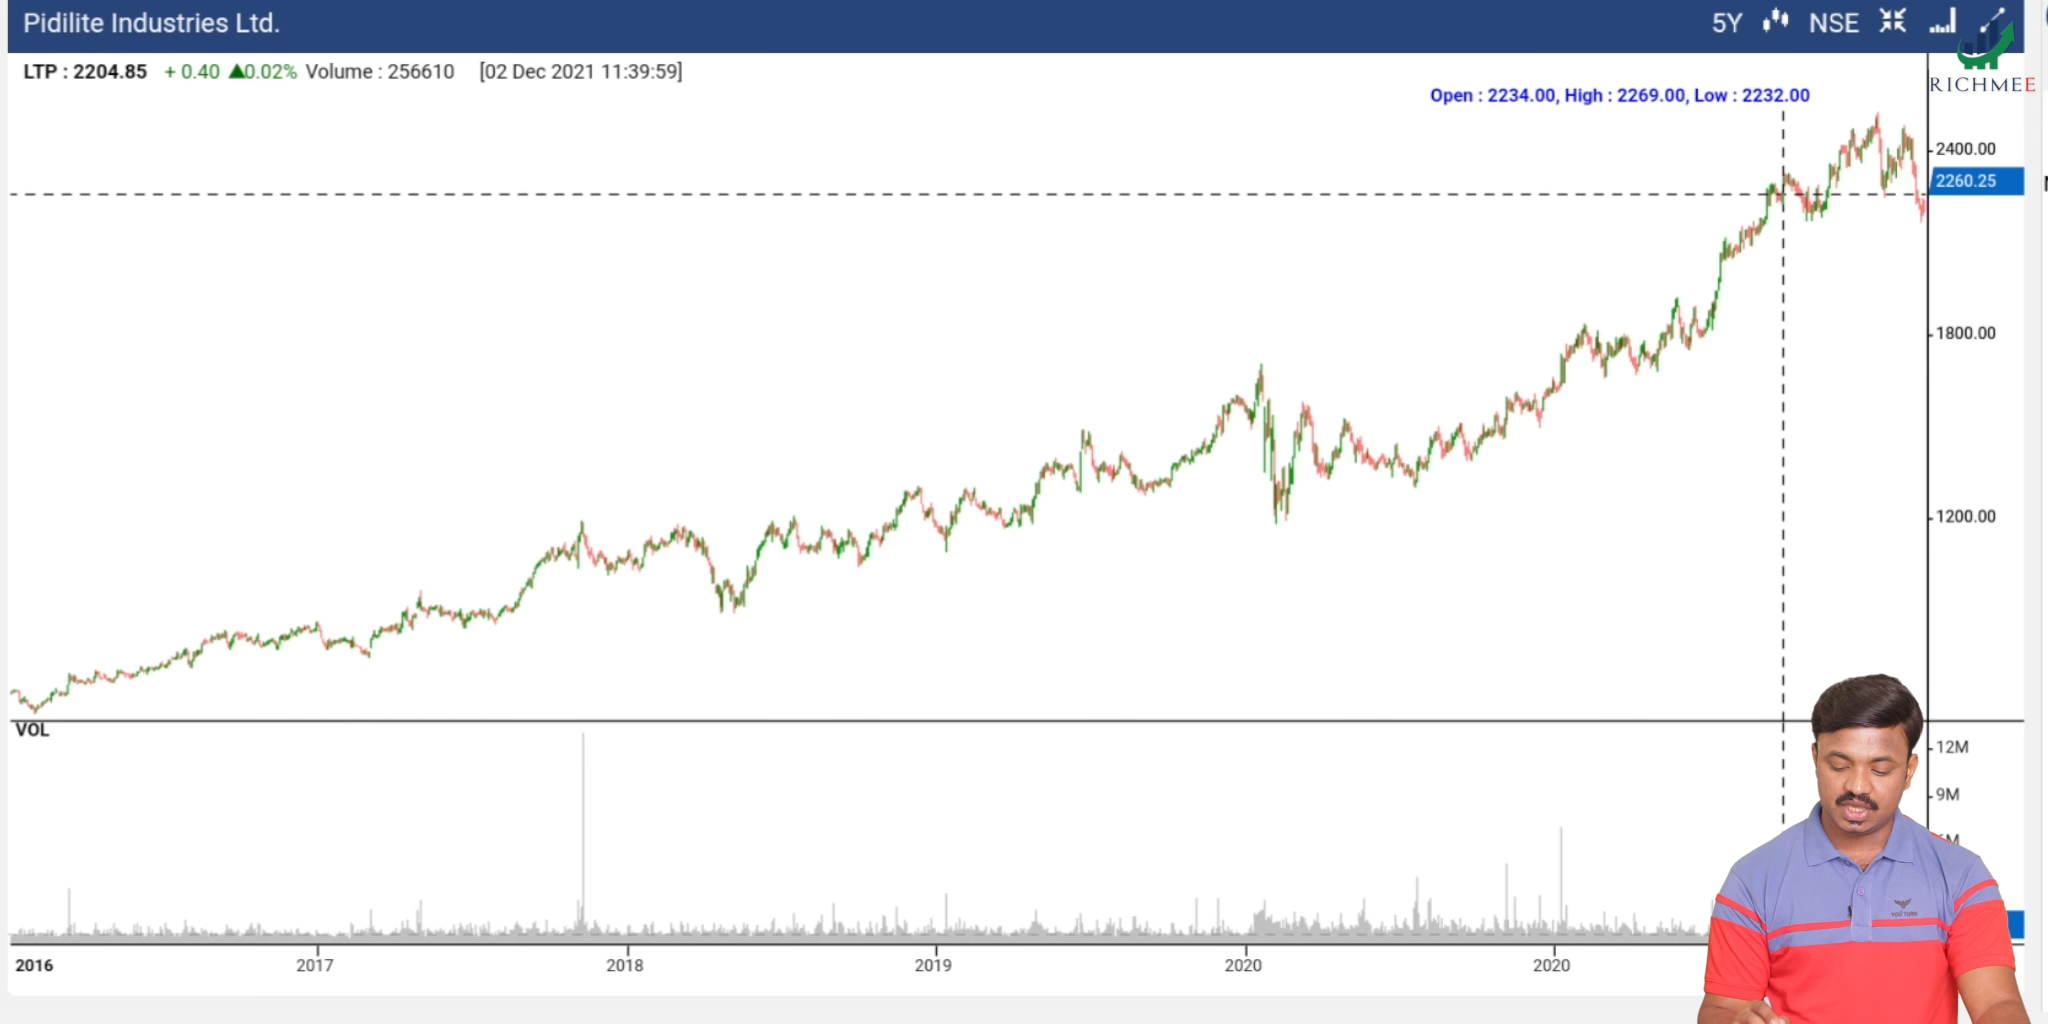 Pidilite Industries Ltd.
5Y NSE
LTP : 2204.85 + 0.40 ▲0.02% Volume : 256610 [02 Dec 2021 11:39:59]
RICHMEE
Open : 2234.00, High : 2269.00, Low : 2232.00
2400.00
2260.25
1800.00
1200.00
VOL
12M
9M
YOU TURN
2016 2017 2018 2019 2020 2020